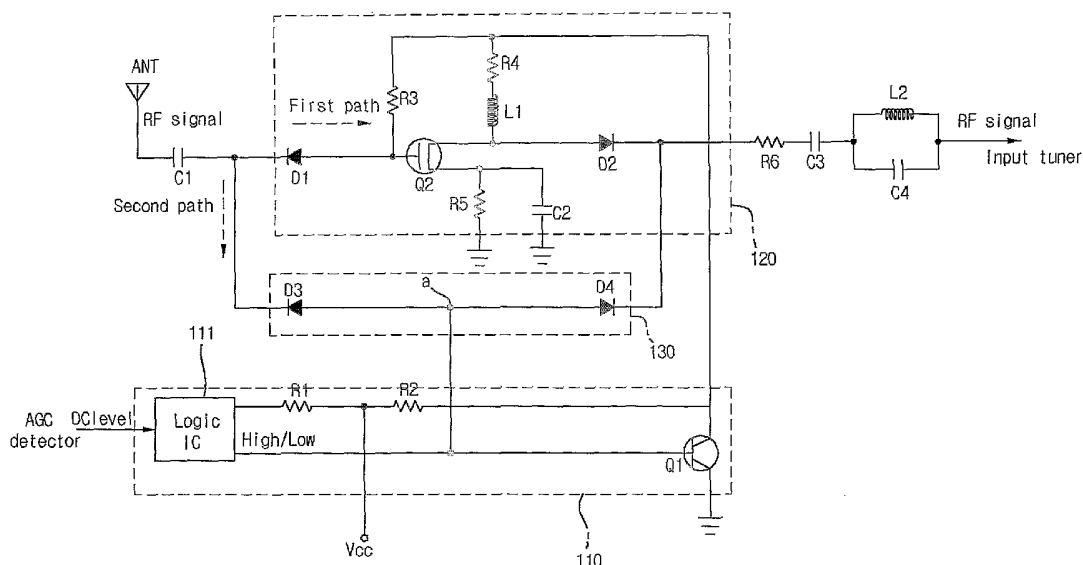 ANT
RF signal
C1
First path
Second path
D1
R3
R4
L1
Q2
R5
C2
D2
R6
C3
L2
C4
RF signal
Input tuner
120
D3
a
D4
130
111
AGC DClevel
detector
Logic
IC
High/Low
R1
R2
Q1
Vcc
110